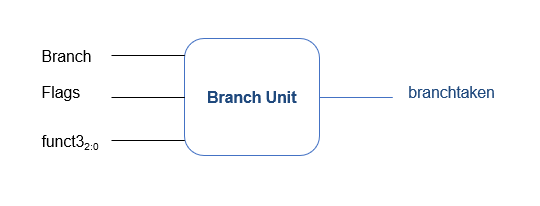 Branch
Flags
funct3₂:₀
Branch Unit
branchtaken